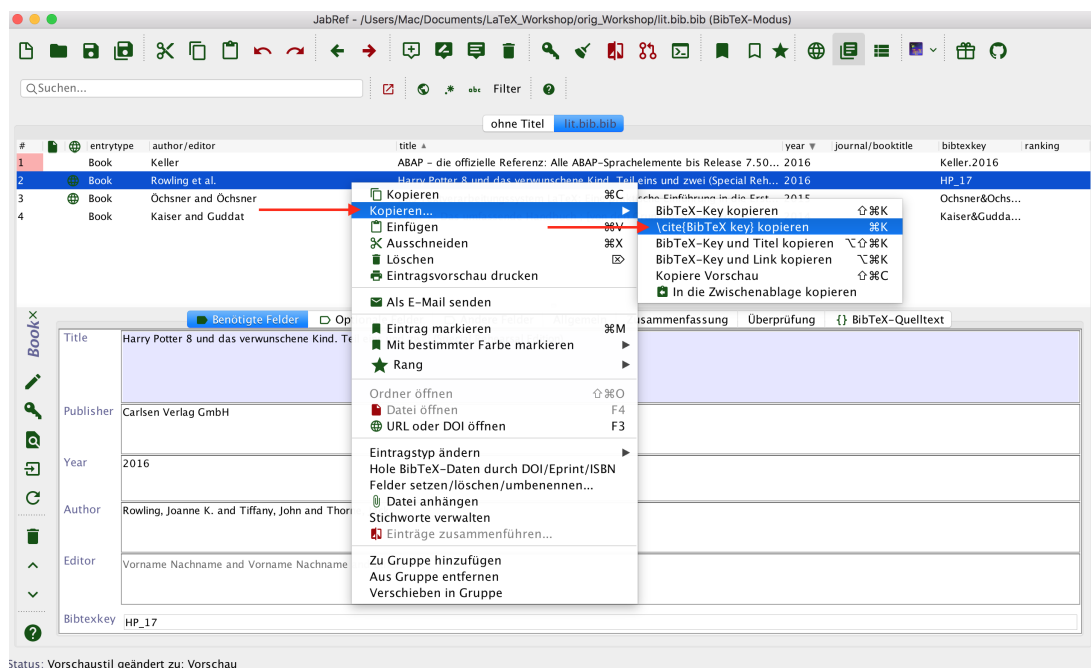 JabRef – /Users/Mac/Documents/LaTeX_Workshop/orig_Workshop/lit.bib.bib (BibTeX-Modus)
Suchen...
.*
abc
Filter
ohne Titel
lit.bib.bib
# entrytype author/editor title year journal/booktitle bibtexkey ranking
1 Book Keller ABAP – die offizielle Referenz: Alle ABAP-Sprachelemente bis Release 7.50... 2016 Keller.2016
2 Book Rowling et al. Harry Potter 8 und das verwunschene Kind. Teil eins und zwei (Special Reh... 2016 HP_17
3 Book Öchsner and Öchsner Einführung in die Erst... 2015 Ochsner&Ochs...
4 Book Kaiser and Guddat Kaiser&Gudda...
Kopieren ⌘C
Kopieren...
Einfügen ⌘V
Ausschneiden ⌘X
Löschen ⌦
Eintragsvorschau drucken
Als E-Mail senden
Eintrag markieren ⌘M
Mit bestimmter Farbe markieren
Rang
Ordner öffnen ⇧⌘O
Datei öffnen F4
URL oder DOI öffnen F3
Eintragstyp ändern
Hole BibTeX-Daten durch DOI/Eprint/ISBN
Felder setzen/löschen/umbenennen...
Datei anhängen
Stichworte verwalten
Einträge zusammenführen...
Zu Gruppe hinzufügen
Aus Gruppe entfernen
Verschieben in Gruppe
BibTeX-Key kopieren ⇧⌘K
\cite{BibTeX key} kopieren ⌘K
BibTeX-Key und Titel kopieren ⌥⇧⌘K
BibTeX-Key und Link kopieren ⌥⌘K
Kopiere Vorschau ⇧⌘C
In die Zwischenablage kopieren
Book
Benötigte Felder
Op
usammenfassung
Überprüfung
{} BibTeX-Quelltext
Title Harry Potter 8 und das verwunschene Kind. Te
Publisher Carlsen Verlag GmbH
Year 2016
Author Rowling, Joanne K. and Tiffany, John and Thor
Editor Vorname Nachname and Vorname Nachname
Bibtexkey HP_17
Status: Vorschaustil geändert zu: Vorschau